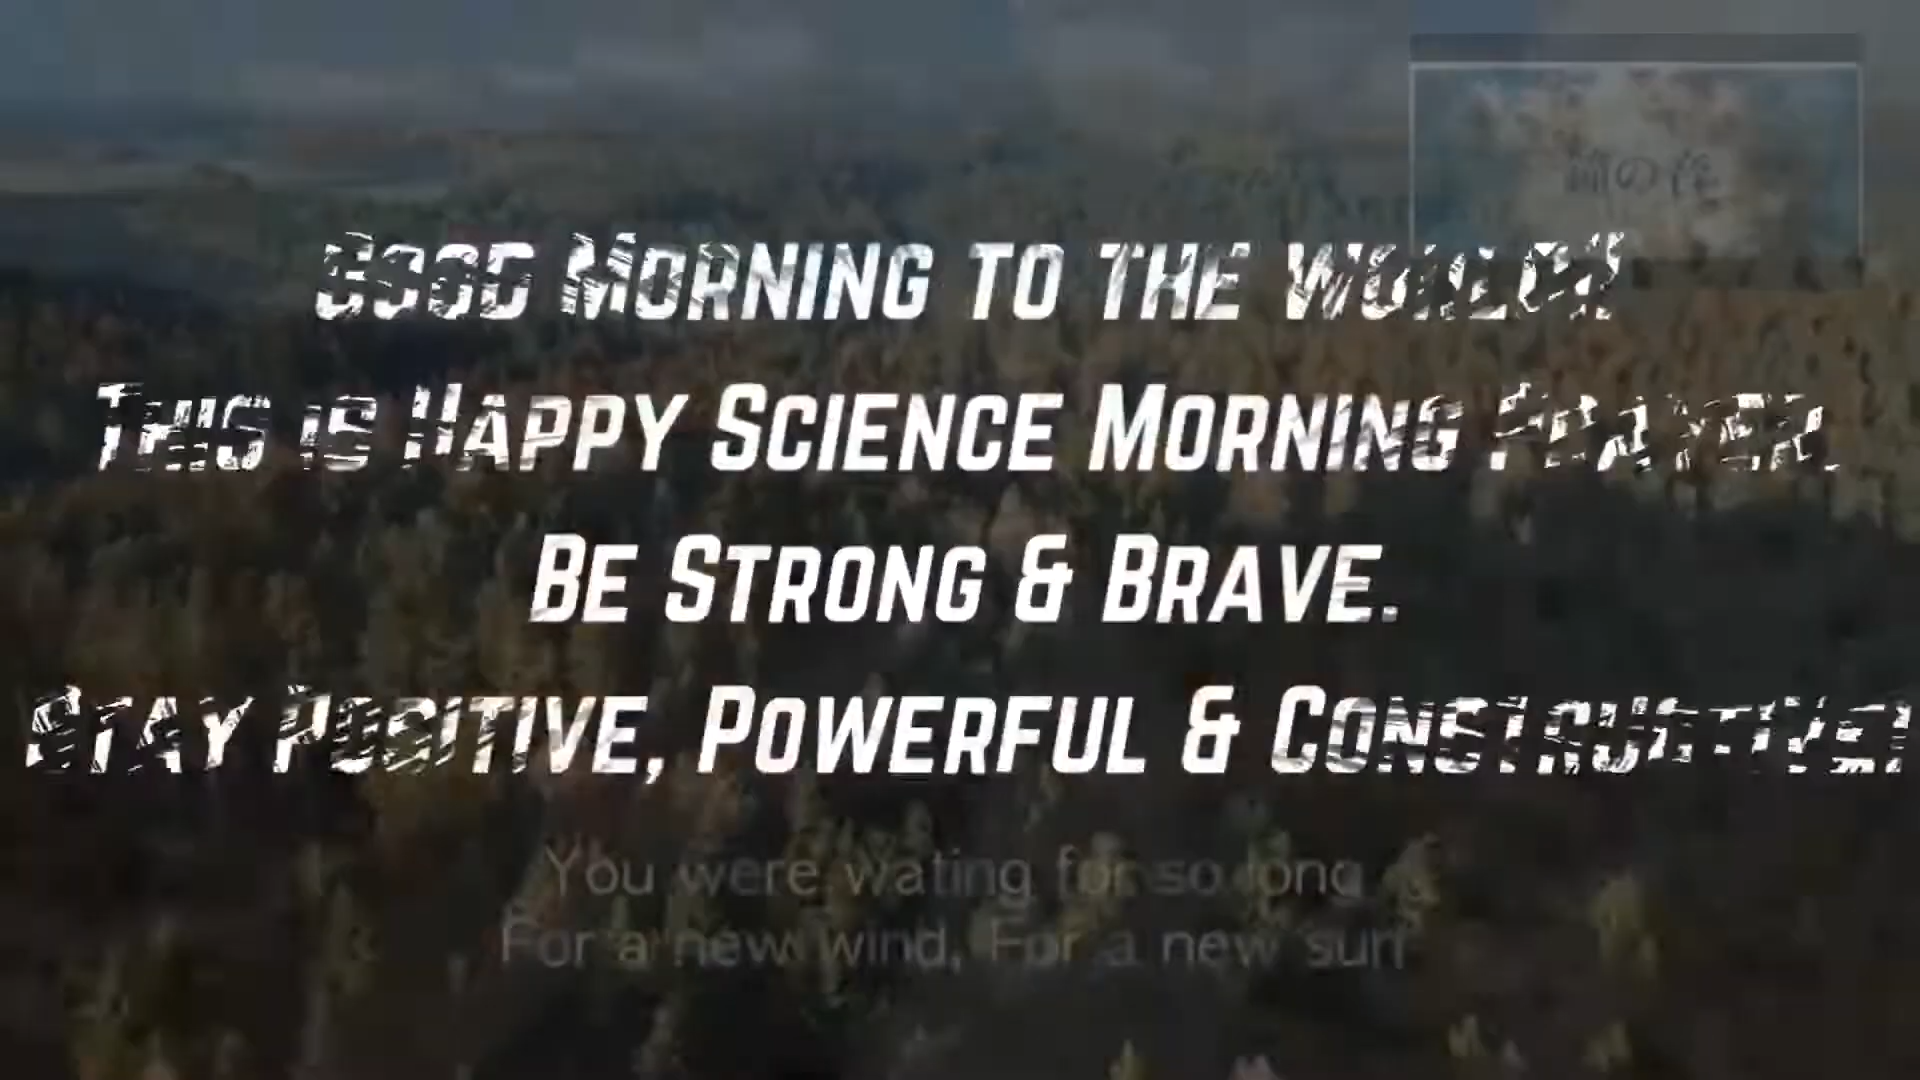 Good Morning to the World!
This is Happy Science Morning Prayer.
Be Strong & Brave.
Stay Positive, Powerful & Constructive!
You were wating for so long
For a new wind, For a new sun